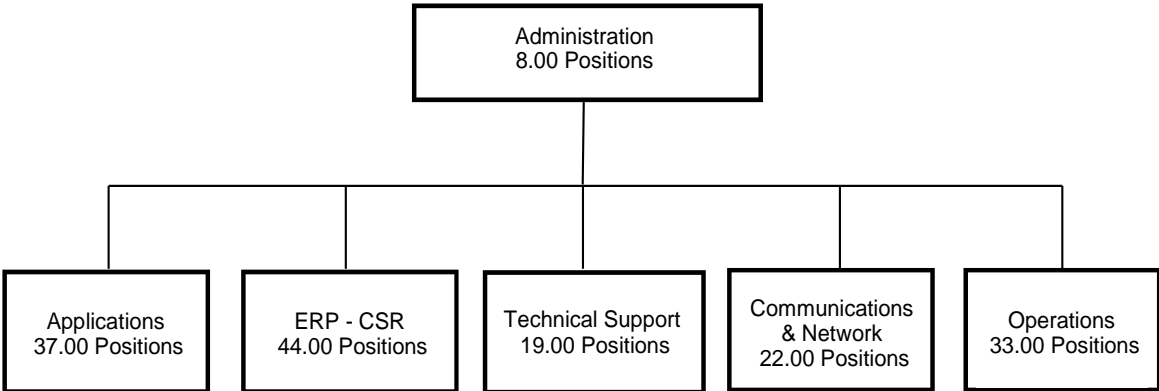 Administration
8.00 Positions
Applications
37.00 Positions
ERP - CSR
44.00 Positions
Technical Support
19.00 Positions
Communications
& Network
22.00 Positions
Operations
33.00 Positions